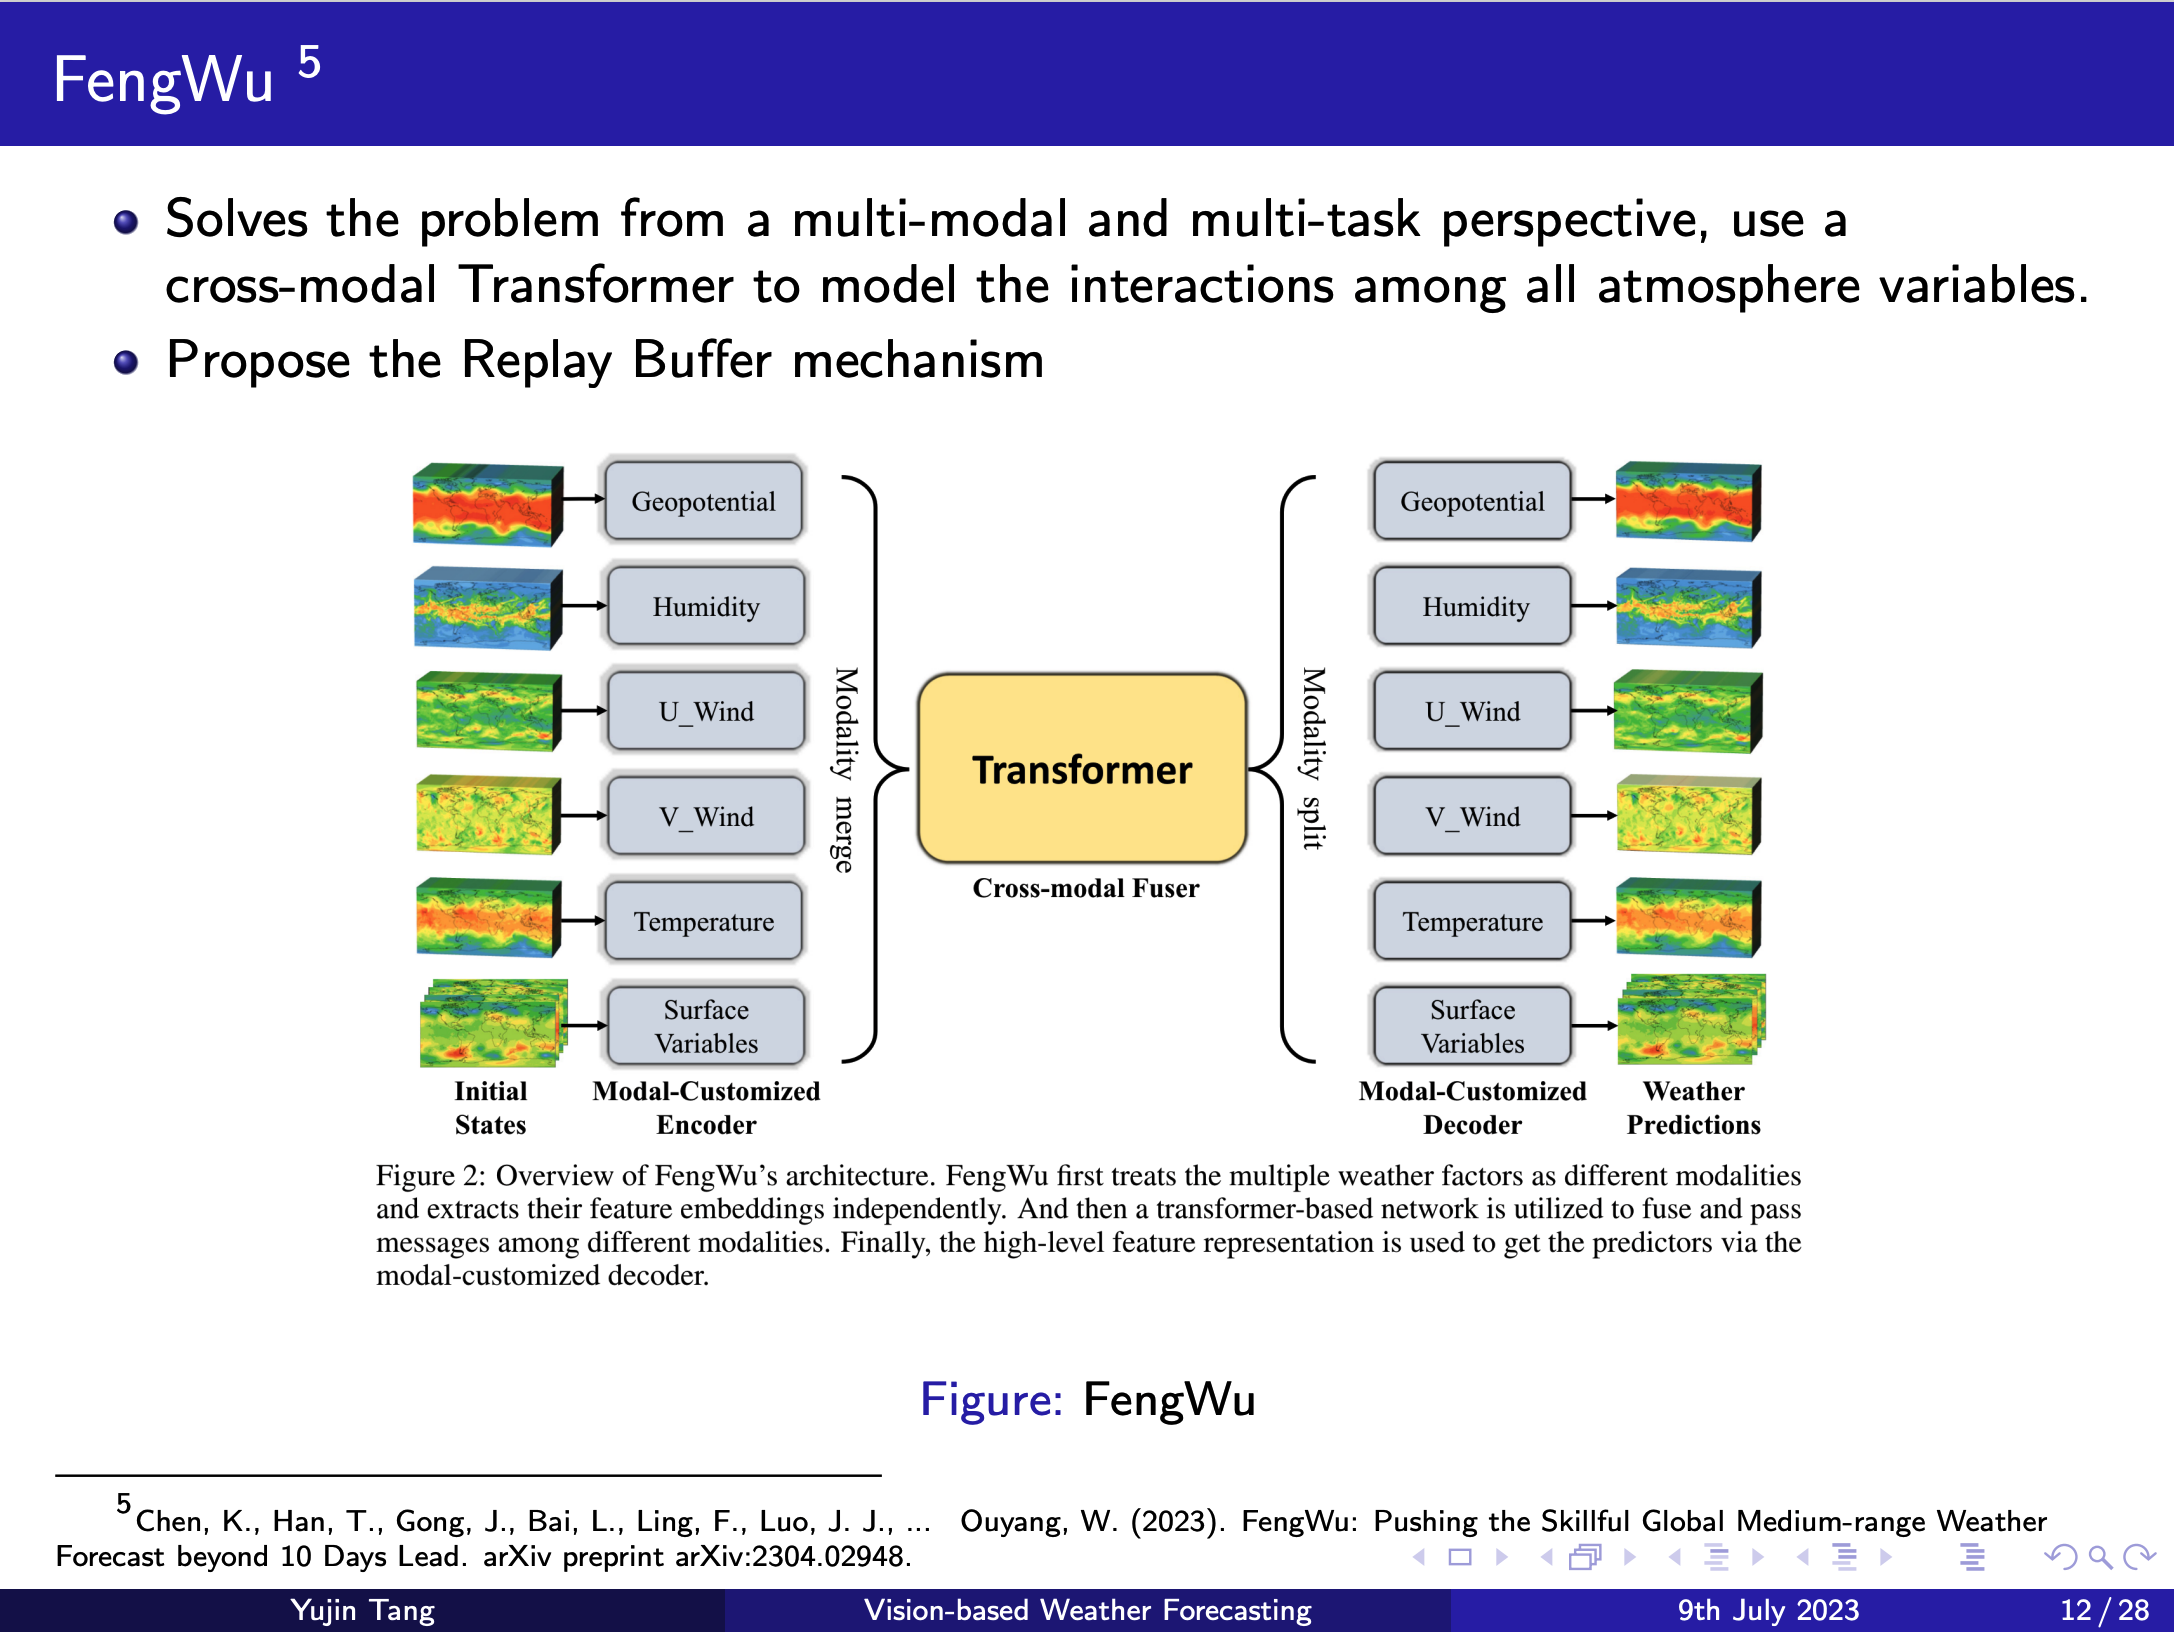 FengWu 5
Solves the problem from a multi-modal and multi-task perspective, use a
cross-modal Transformer to model the interactions among all atmosphere variables.
Propose the Replay Buffer mechanism
Geopotential
Humidity
U_Wind
V_Wind
Temperature
Surface
Variables
Initial
States
Modal-Customized
Encoder
Modality merge
Transformer
Cross-modal Fuser
Modality split
Geopotential
Humidity
U_Wind
V_Wind
Temperature
Surface
Variables
Modal-Customized
Decoder
Weather
Predictions
Figure 2: Overview of FengWu's architecture. FengWu first treats the multiple weather factors as different modalities
and extracts their feature embeddings independently. And then a transformer-based network is utilized to fuse and pass
messages among different modalities. Finally, the high-level feature representation is used to get the predictors via the
modal-customized decoder.
Figure: FengWu
5 Chen, K., Han, T., Gong, J., Bai, L., Ling, F., Luo, J. J., ... Ouyang, W. (2023). FengWu: Pushing the Skillful Global Medium-range Weather
Forecast beyond 10 Days Lead. arXiv preprint arXiv:2304.02948.
Yujin Tang
Vision-based Weather Forecasting
9th July 2023
12 / 28